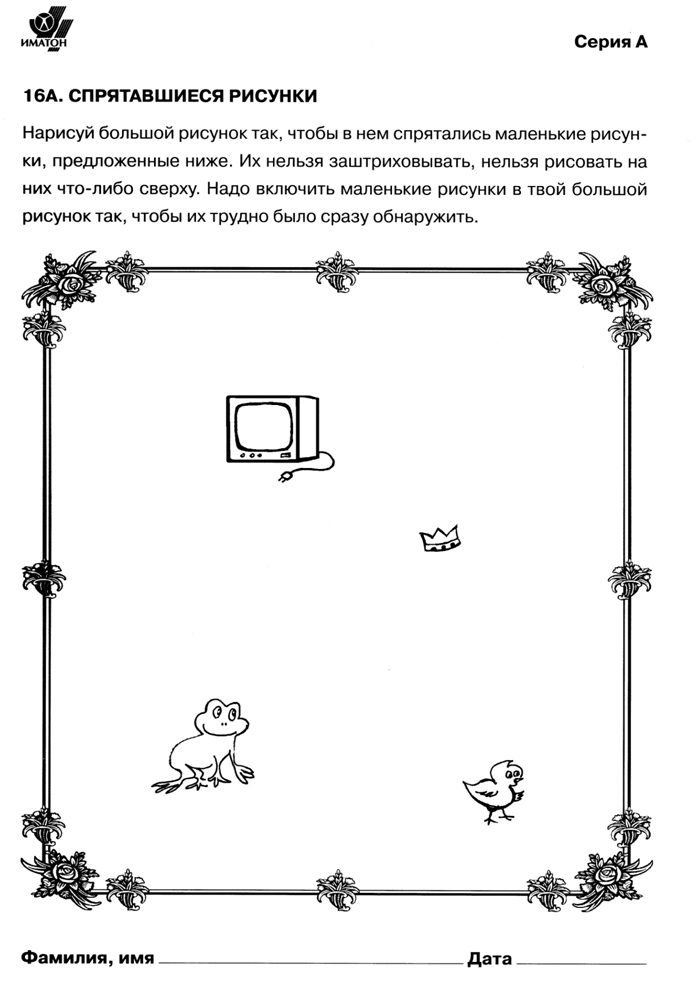 ИМАТОН
Серия А
16А. СПРЯТАВШИЕСЯ РИСУНКИ
Нарисуй большой рисунок так, чтобы в нем спрятались маленькие рисун-
ки, предложенные ниже. Их нельзя заштриховывать, нельзя рисовать на
них что-либо сверху. Надо включить маленькие рисунки в твой большой
рисунок так, чтобы их трудно было сразу обнаружить.
Фамилия, имя Дата